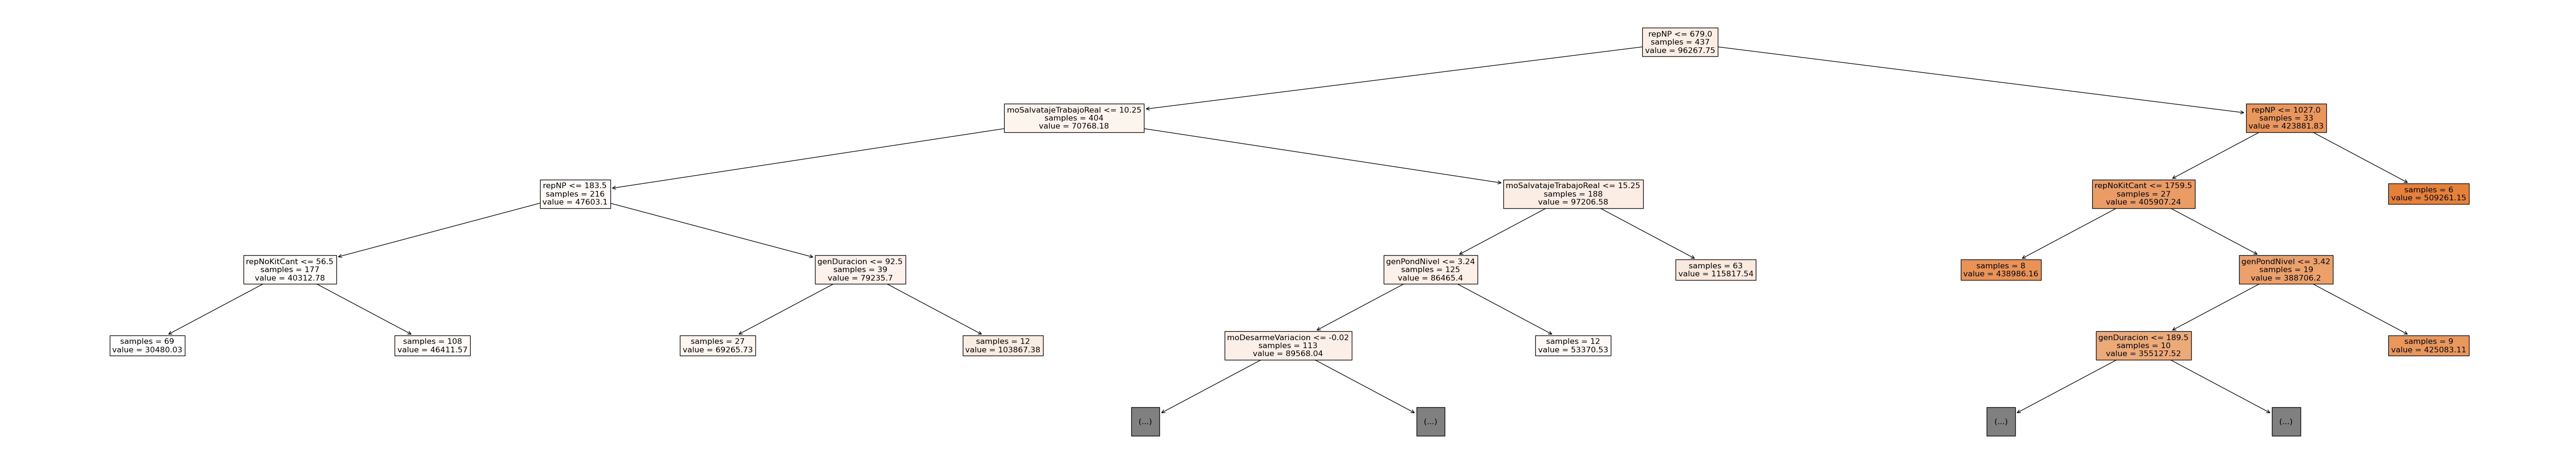 repNP <= 679.0
samples = 437
value = 96267.75
moSalvatajeTrabajoReal <= 10.25
samples = 404
value = 70768.18
repNP <= 1027.0
samples = 33
value = 423881.83
repNP <= 183.5
samples = 216
value = 47603.1
moSalvatajeTrabajoReal <= 15.25
samples = 188
value = 97206.58
repNoKitCant <= 1759.5
samples = 27
value = 405907.24
samples = 6
value = 509261.15
repNoKitCant <= 56.5
samples = 177
value = 40312.78
genDuracion <= 92.5
samples = 39
value = 79235.7
genPondNivel <= 3.24
samples = 125
value = 86465.4
samples = 63
value = 115817.54
samples = 8
value = 438986.16
genPondNivel <= 3.42
samples = 19
value = 388706.2
samples = 69
value = 30480.03
samples = 108
value = 46411.57
samples = 27
value = 69265.73
samples = 12
value = 103867.38
moDesarmeVariacion <= -0.02
samples = 113
value = 89568.04
samples = 12
value = 53370.53
genDuracion <= 189.5
samples = 10
value = 355127.52
samples = 9
value = 425083.11
(...)
(...)
(...)
(...)